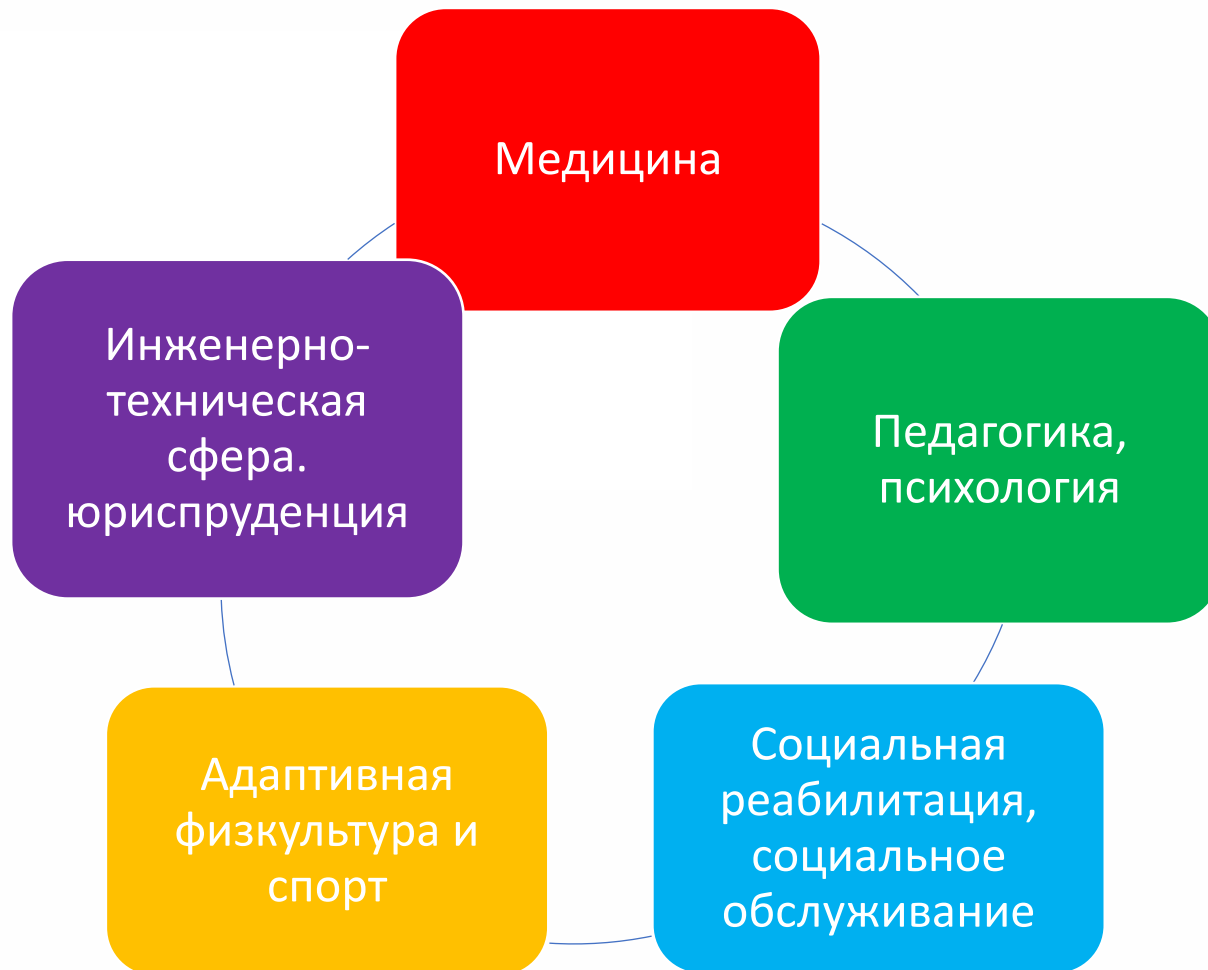 Медицина
Педагогика,
психология
Социальная
реабилитация,
социальное
обслуживание
Адаптивная
физкультура и
спорт
Инженерно-
техническая
сфера.
юриспруденция